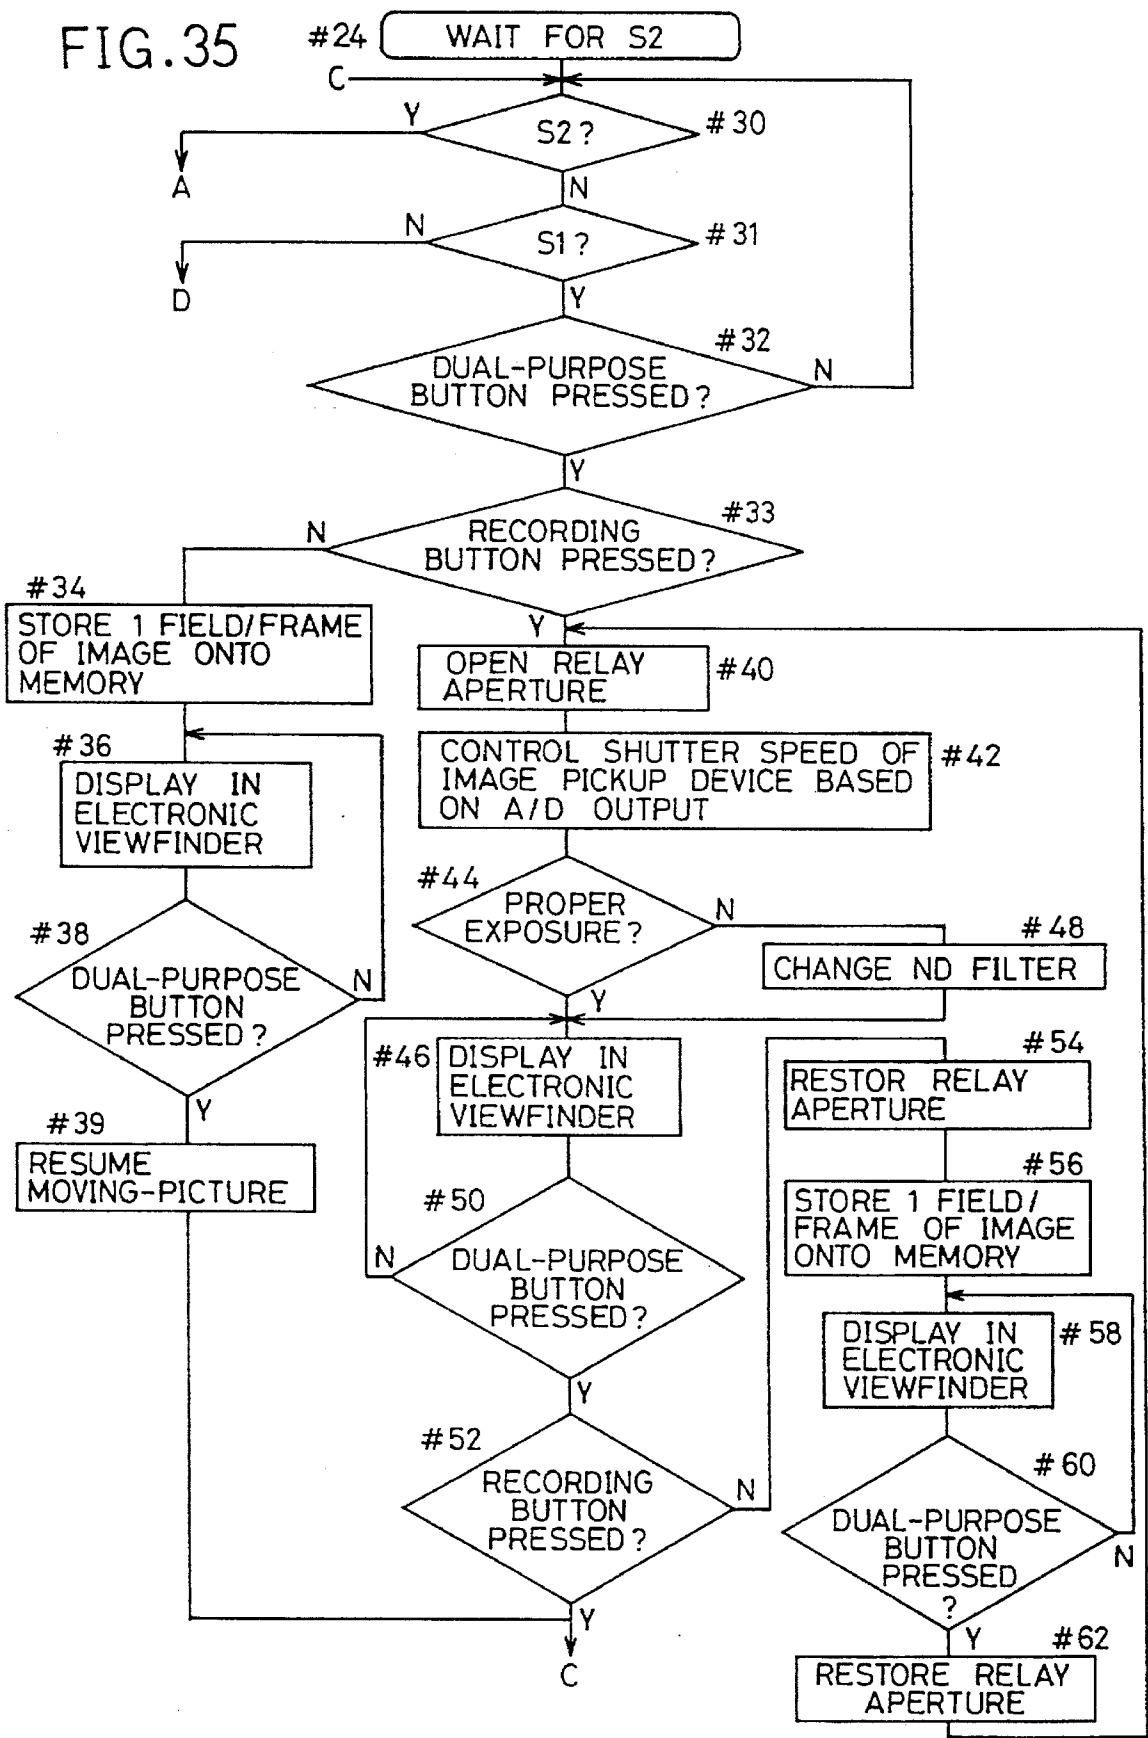 FIG.35
#24
WAIT FOR S2
C
Y
S2?
#30
A
N
N
S1?
#31
D
Y
#32
DUAL-PURPOSE
BUTTON PRESSED?
N
Y
#33
N
RECORDING
BUTTON PRESSED?
#34
STORE 1 FIELD/FRAME
OF IMAGE ONTO
MEMORY
Y
OPEN RELAY
APERTURE
#40
#36
DISPLAY IN
ELECTRONIC
VIEWFINDER
CONTROL SHUTTER SPEED OF
IMAGE PICKUP DEVICE BASED
ON A/D OUTPUT
#42
#44
PROPER
EXPOSURE?
N
#48
CHANGE ND FILTER
#38
DUAL-PURPOSE
BUTTON
PRESSED?
N
Y
Y
#46
DISPLAY IN
ELECTRONIC
VIEWFINDER
#54
RESTOR RELAY
APERTURE
#39
RESUME
MOVING-PICTURE
#50
N
DUAL-PURPOSE
BUTTON
PRESSED?
#56
STORE 1 FIELD/
FRAME OF IMAGE
ONTO MEMORY
DISPLAY IN
ELECTRONIC
VIEWFINDER
#58
Y
#52
RECORDING
BUTTON
PRESSED?
N
#60
DUAL-PURPOSE
BUTTON
PRESSED
?
N
Y
C
Y
#62
RESTORE RELAY
APERTURE